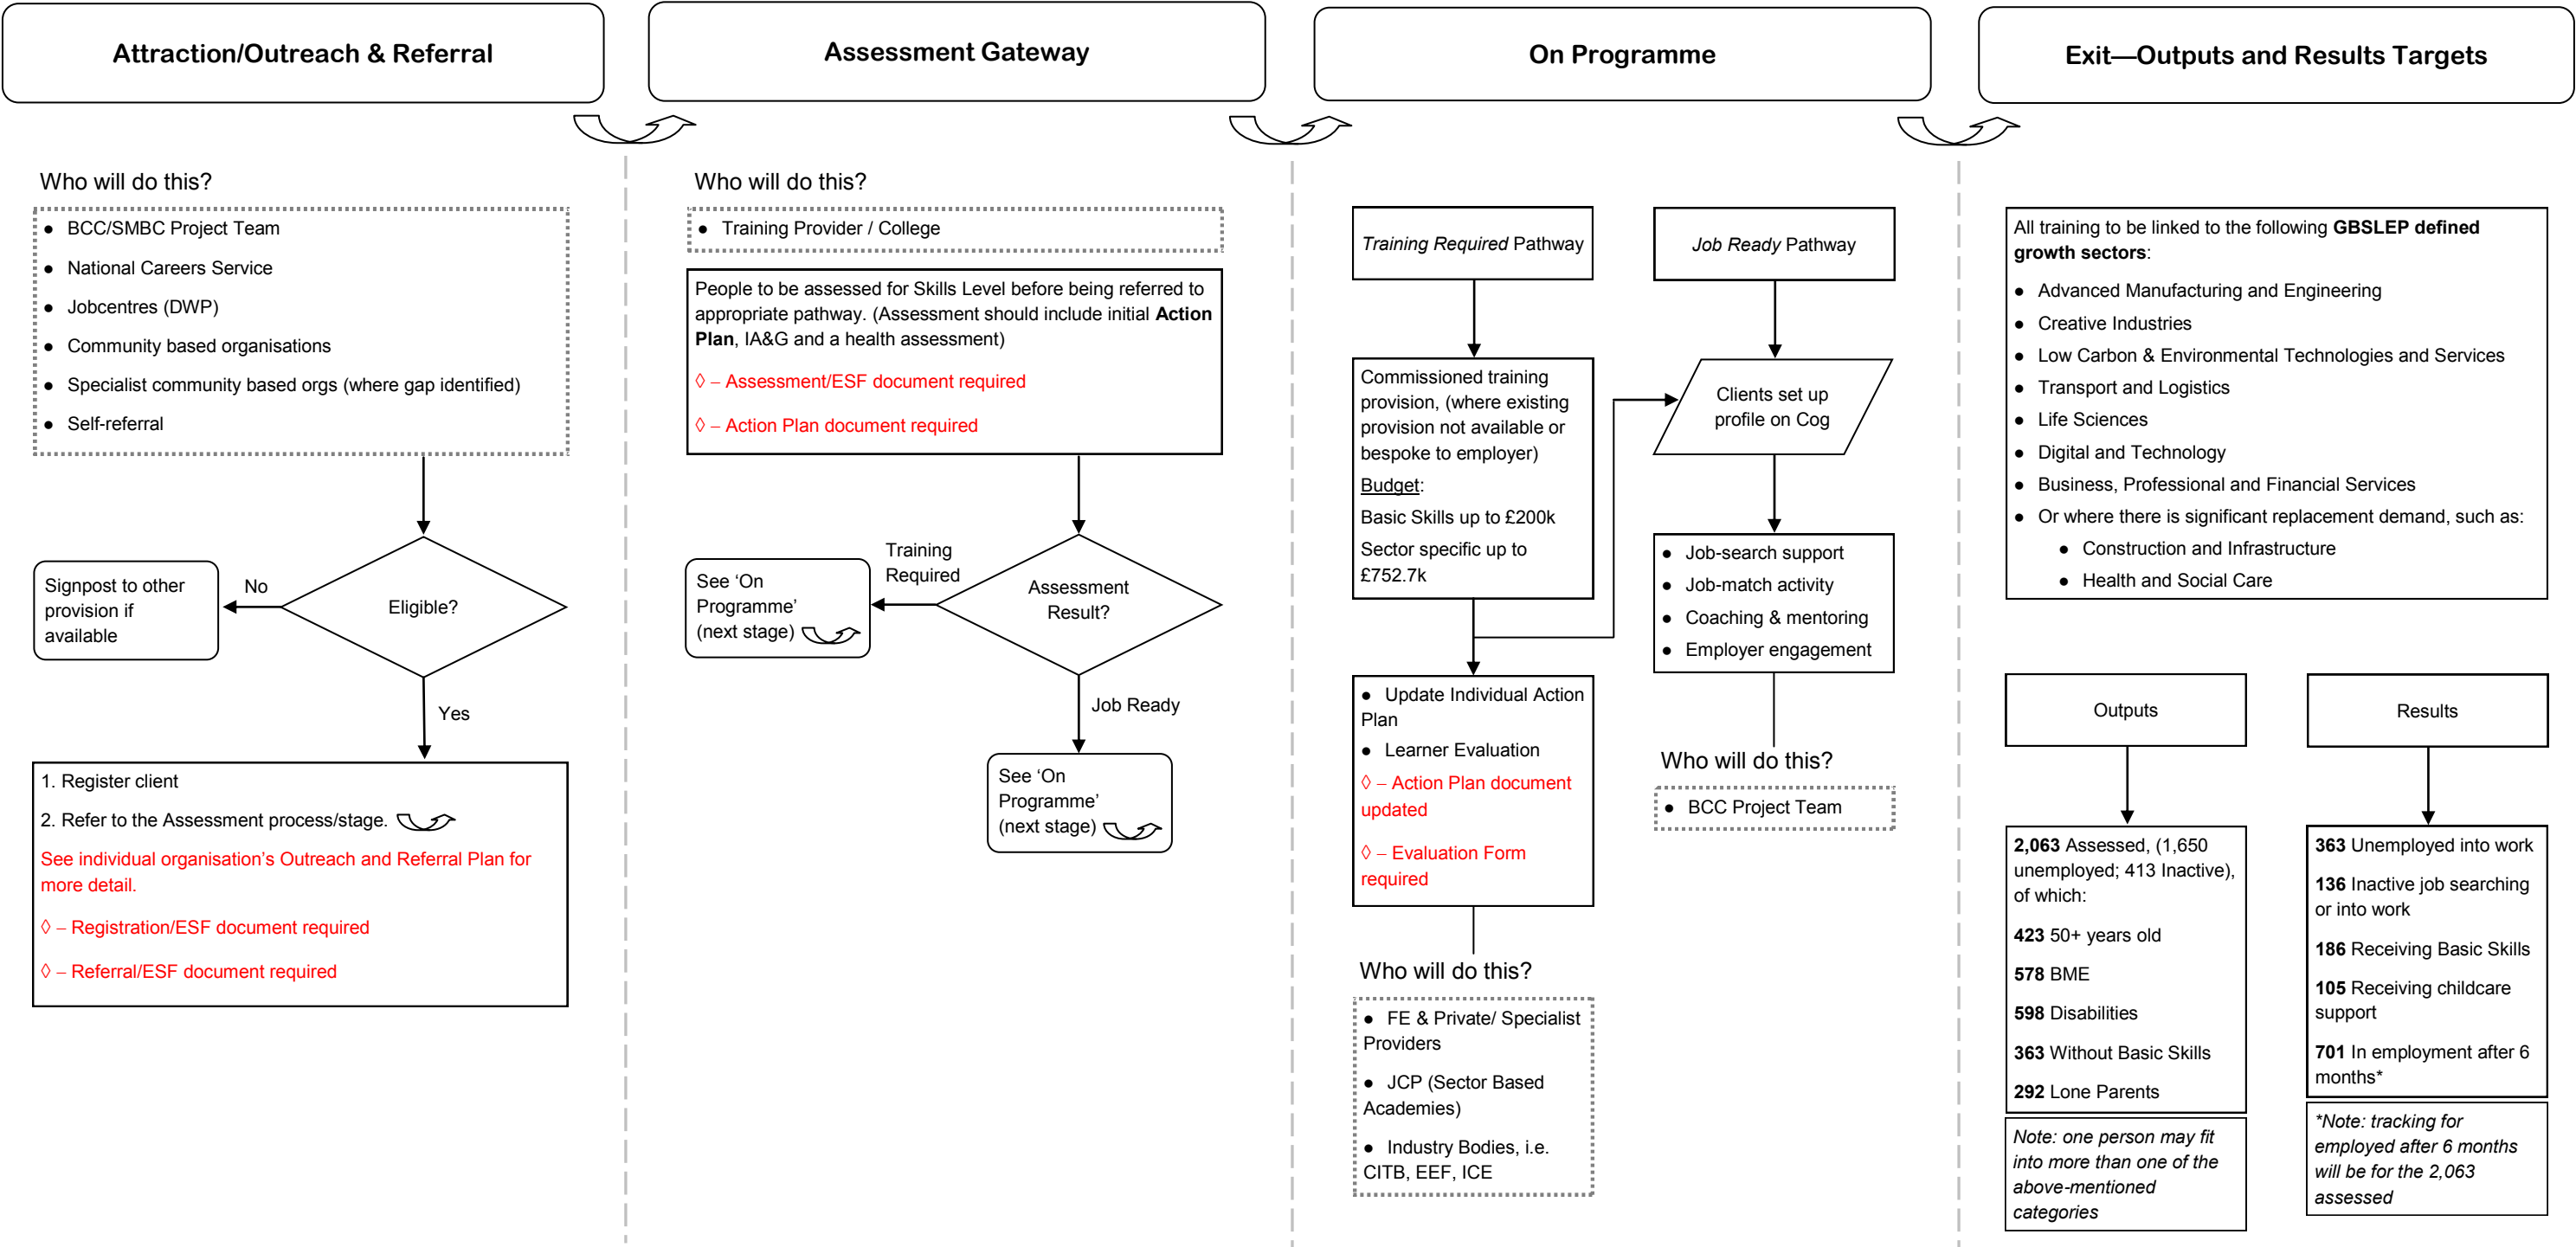 Attraction/Outreach & Referral
Who will do this?
● BCC/SMBC Project Team
● National Careers Service
● Jobcentres (DWP)
● Community based organisations
● Specialist community based orgs (where gap identified)
● Self-referral
Eligible?
No
Signpost to other
provision if
available
Yes
1. Register client
2. Refer to the Assessment process/stage.
See individual organisation’s Outreach and Referral Plan for
more detail.
◊ – Registration/ESF document required
◊ – Referral/ESF document required
Assessment Gateway
Who will do this?
● Training Provider / College
People to be assessed for Skills Level before being referred to
appropriate pathway. (Assessment should include initial Action
Plan, IA&G and a health assessment)
◊ – Assessment/ESF document required
◊ – Action Plan document required
Assessment
Result?
Training
Required
See ‘On
Programme’
(next stage)
Job Ready
See ‘On
Programme’
(next stage)
On Programme
Training Required Pathway
Commissioned training
provision, (where existing
provision not available or
bespoke to employer)
Budget:
Basic Skills up to £200k
Sector specific up to
£752.7k
● Update Individual Action
Plan
● Learner Evaluation
◊ – Action Plan document
updated
◊ – Evaluation Form
required
Who will do this?
● FE & Private/ Specialist
Providers
● JCP (Sector Based
Academies)
● Industry Bodies, i.e.
CITB, EEF, ICE
Job Ready Pathway
Clients set up
profile on Cog
● Job-search support
● Job-match activity
● Coaching & mentoring
● Employer engagement
Who will do this?
● BCC Project Team
Exit—Outputs and Results Targets
All training to be linked to the following GBSLEP defined
growth sectors:
● Advanced Manufacturing and Engineering
● Creative Industries
● Low Carbon & Environmental Technologies and Services
● Transport and Logistics
● Life Sciences
● Digital and Technology
● Business, Professional and Financial Services
● Or where there is significant replacement demand, such as:
● Construction and Infrastructure
● Health and Social Care
Outputs
2,063 Assessed, (1,650
unemployed; 413 Inactive),
of which:
423 50+ years old
578 BME
598 Disabilities
363 Without Basic Skills
292 Lone Parents
Note: one person may fit
into more than one of the
above-mentioned
categories
Results
363 Unemployed into work
136 Inactive job searching
or into work
186 Receiving Basic Skills
105 Receiving childcare
support
701 In employment after 6
months*
*Note: tracking for
employed after 6 months
will be for the 2,063
assessed